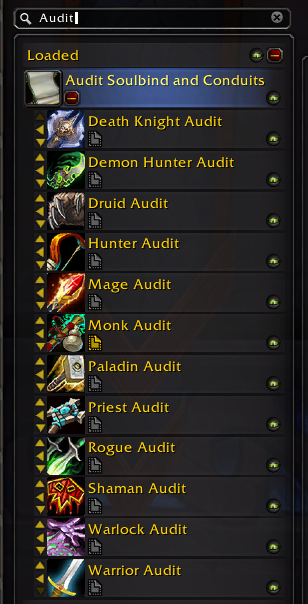 Audit
Loaded
Audit Soulbind and Conduits
Death Knight Audit
Demon Hunter Audit
Druid Audit
Hunter Audit
Mage Audit
Monk Audit
Paladin Audit
Priest Audit
Rogue Audit
Shaman Audit
Warlock Audit
Warrior Audit